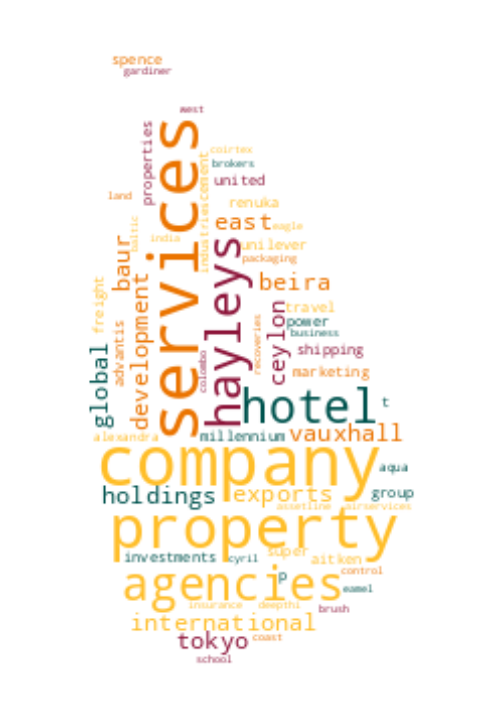 spence
gardiner
west
services
properties
coirtex
brokers
cement
united
land
renuka
baltic
east
eagle
india
industries
baur
hayleys
unilever
packaging
development
beira
freight
ceylon
travel
advantis
power
recoveries
business
global
shipping
colombo
marketing
hotel
t
alexandra
millennium
vauxhall
company
aqua
holdings
exports
group
assetline
airservices
property
investments
cyril
super
aitken
agencies
p
control
eamel
insurance
deepthi
brush
international
tokyo
coast
school